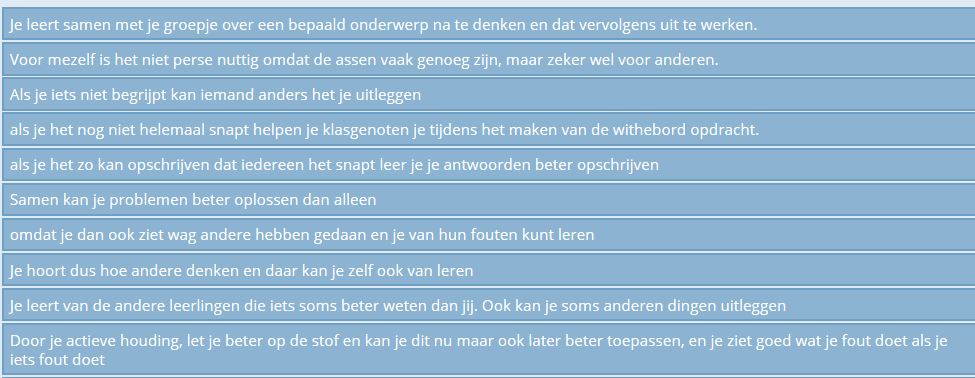 Je leert samen met je groepje over een bepaald onderwerp na te denken en dat vervolgens uit te werken.
Voor mezelf is het niet perse nuttig omdat de assen vaak genoeg zijn, maar zeker wel voor anderen.
Als je iets niet begrijpt kan iemand anders het je uitleggen
als je het nog niet helemaal snapt helpen je klasgenoten je tijdens het maken van de withebord opdracht.
als je het zo kan opschrijven dat iedereen het snapt leer je je antwoorden beter opschrijven
Samen kan je problemen beter oplossen dan alleen
omdat je dan ook ziet wag andere hebben gedaan en je van hun fouten kunt leren
Je hoort dus hoe andere denken en daar kan je zelf ook van leren
Je leert van de andere leerlingen die iets soms beter weten dan jij. Ook kan je soms anderen dingen uitleggen
Door je actieve houding, let je beter op de stof en kan je dit nu maar ook later beter toepassen, en je ziet goed wat je fout doet als je
iets fout doet